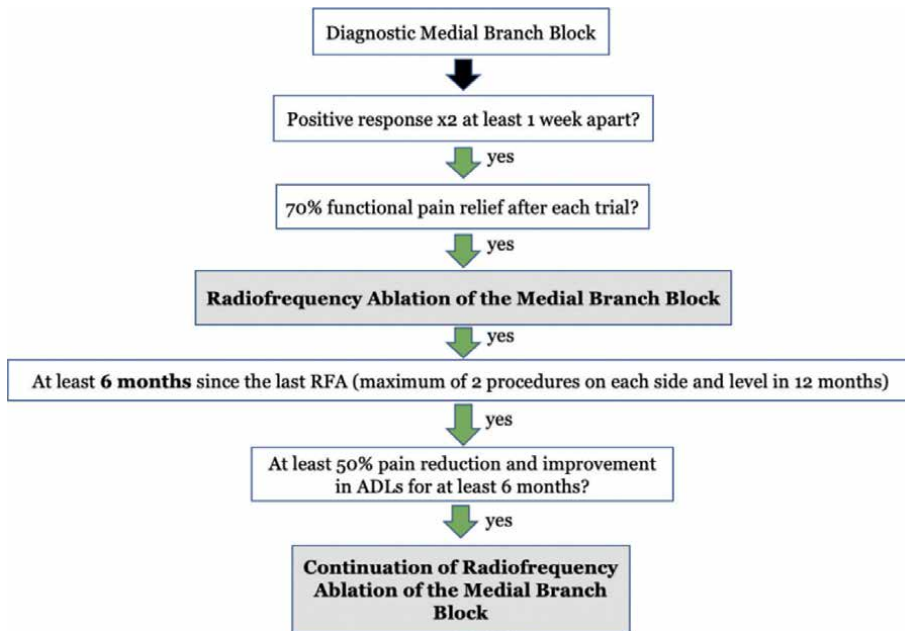 Diagnostic Medial Branch Block
Positive response x2 at least 1 week apart?
yes
70% functional pain relief after each trial?
yes
Radiofrequency Ablation of the Medial Branch Block
yes
At least 6 months since the last RFA (maximum of 2 procedures on each side and level in 12 months)
yes
At least 50% pain reduction and improvement
in ADLs for at least 6 months?
yes
Continuation of Radiofrequency
Ablation of the Medial Branch
Block